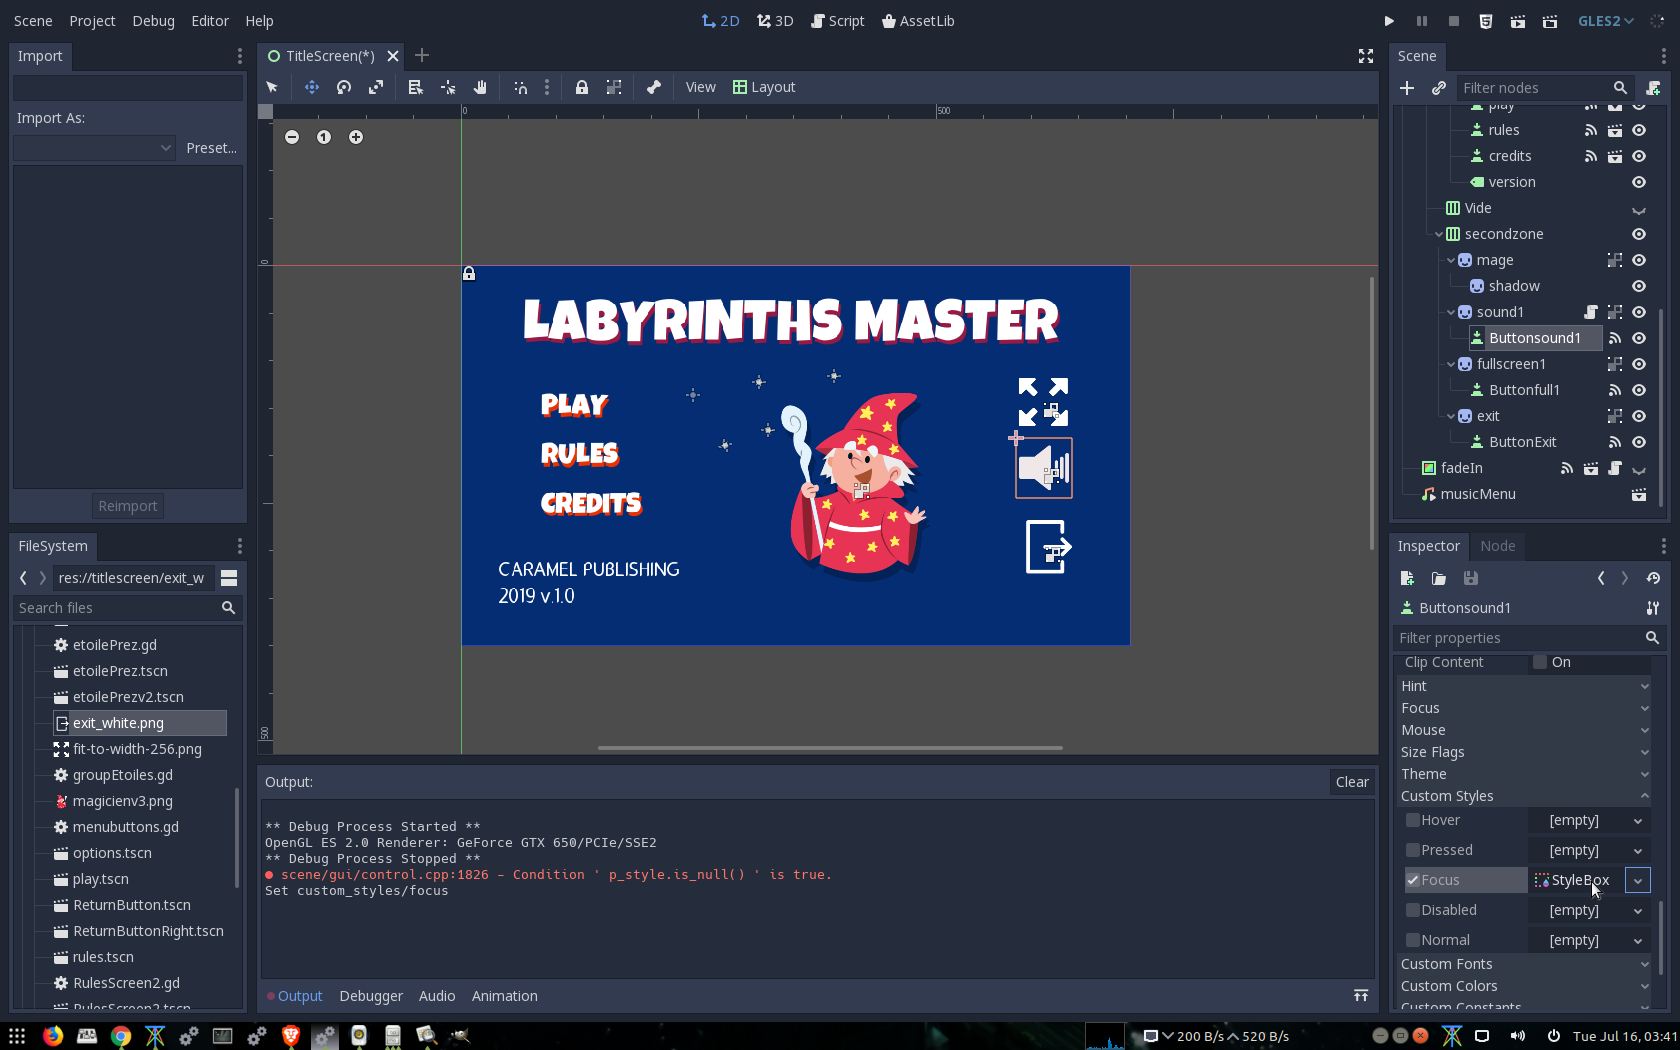 Scene Project Debug Editor Help
2D 3D Script AssetLib
GLES2
Import
TitleScreen(*)
Scene
View Layout
Filter nodes
Import As:
Preset...
Reimport
0 500
0
500
LABYRINTHS MASTER
PLAY
RULES
CREDITS
CARAMEL PUBLISHING
2019 v.1.0
play
rules
credits
version
Vide
secondzone
mage
shadow
sound1
Buttonsound1
fullscreen1
Buttonfull1
exit
ButtonExit
fadeIn
musicMenu
FileSystem
res://titlescreen/exit_w
Search files
etoilePrez.gd
etoilePrez.tscn
etoilePrezv2.tscn
exit_white.png
fit-to-width-256.png
groupEtoiles.gd
magicienv3.png
menubuttons.gd
options.tscn
play.tscn
ReturnButton.tscn
ReturnButtonRight.tscn
rules.tscn
RulesScreen2.gd
RulesScreen2.tscn
Output:
Clear
** Debug Process Started **
OpenGL ES 2.0 Renderer: GeForce GTX 650/PCIe/SSE2
** Debug Process Stopped **
scene/gui/control.cpp:1826 - Condition ' p_style.is_null() ' is true.
Set custom_styles/focus
Output Debugger Audio Animation
Inspector Node
Buttonsound1
Filter properties
Clip Content On
Hint
Focus
Mouse
Size Flags
Theme
Custom Styles
Hover [empty]
Pressed [empty]
Focus StyleBox
Disabled [empty]
Normal [empty]
Custom Fonts
Custom Colors
Custom Constants
200 B/s 520 B/s
Tue Jul 16, 03:41